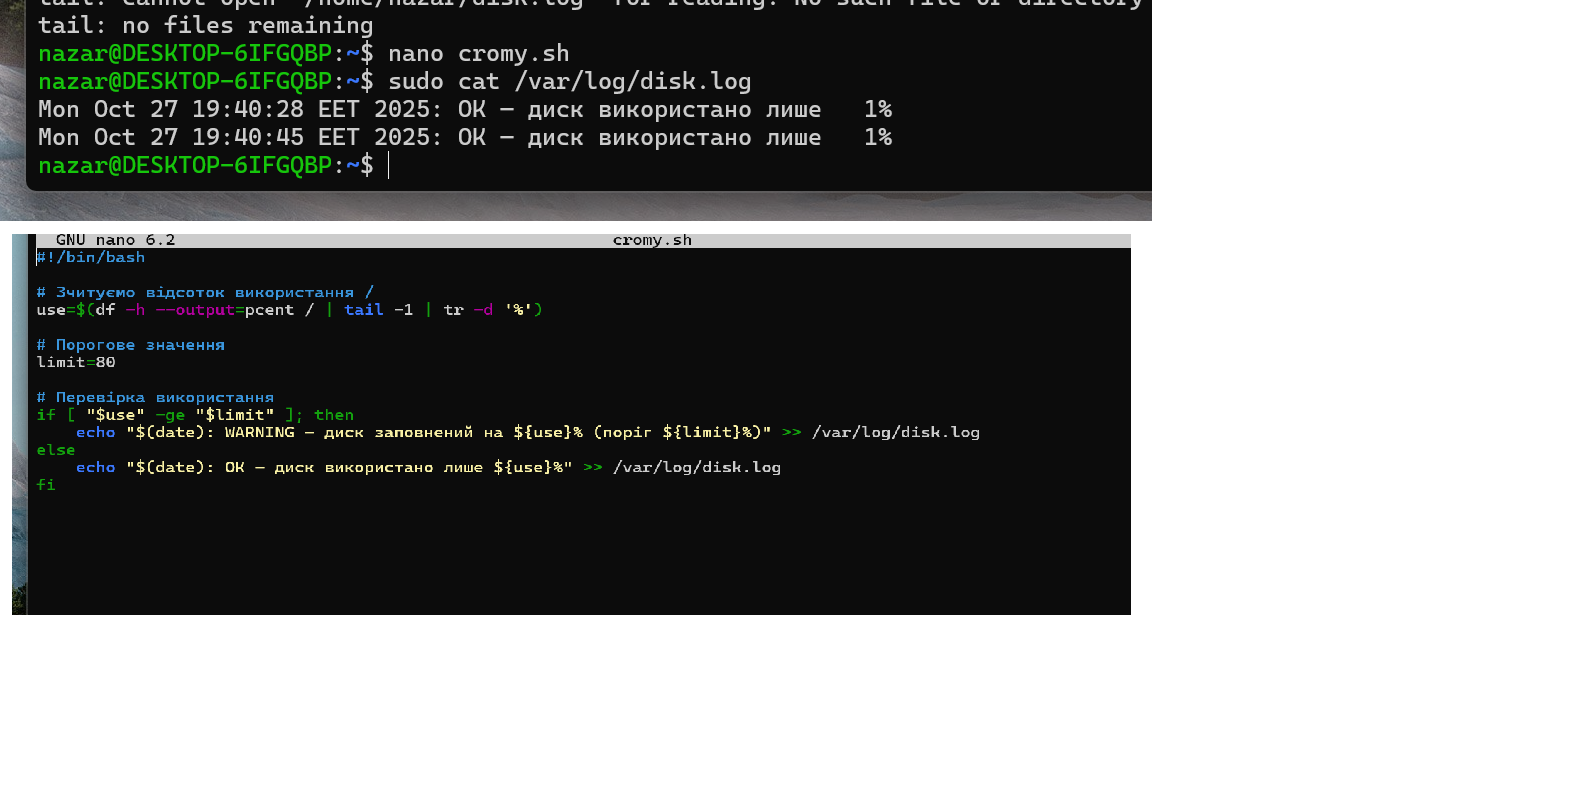 tail: cannot open '/home/nazar/disk.log' for reading: No such file or directory
tail: no files remaining
nazar@DESKTOP-6IFGQBP:~$ nano cromy.sh
nazar@DESKTOP-6IFGQBP:~$ sudo cat /var/log/disk.log
Mon Oct 27 19:40:28 EET 2025: OK — диск використано лише   1%
Mon Oct 27 19:40:45 EET 2025: OK — диск використано лише   1%
nazar@DESKTOP-6IFGQBP:~$
GNU nano 6.2 cromy.sh
#!/bin/bash
# Зчитуємо відсоток використання /
use=$(df -h --output=pcent / | tail -1 | tr -d '%')
# Порогове значення
limit=80
# Перевірка використання
if [ "$use" -ge "$limit" ]; then
    echo "$(date): WARNING — диск заповнений на ${use}% (поріг ${limit}%)" >> /var/log/disk.log
else
    echo "$(date): OK — диск використано лише ${use}%" >> /var/log/disk.log
fi